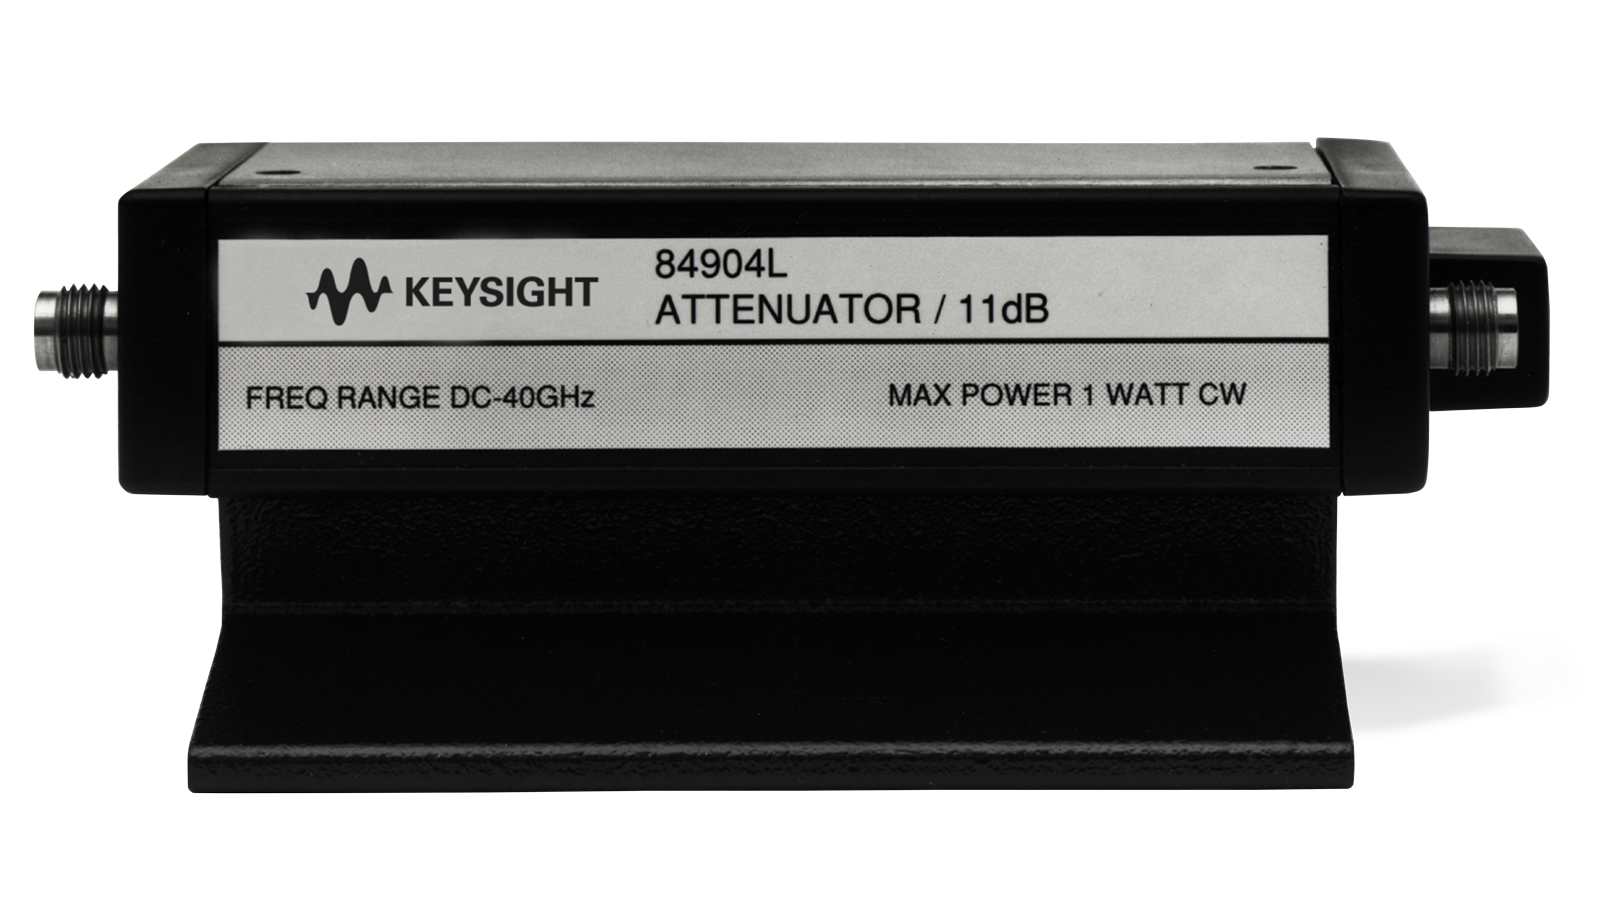 KEYSIGHT
84904L
ATTENUATOR / 11dB
FREQ RANGE DC-40GHz
MAX POWER 1 WATT CW